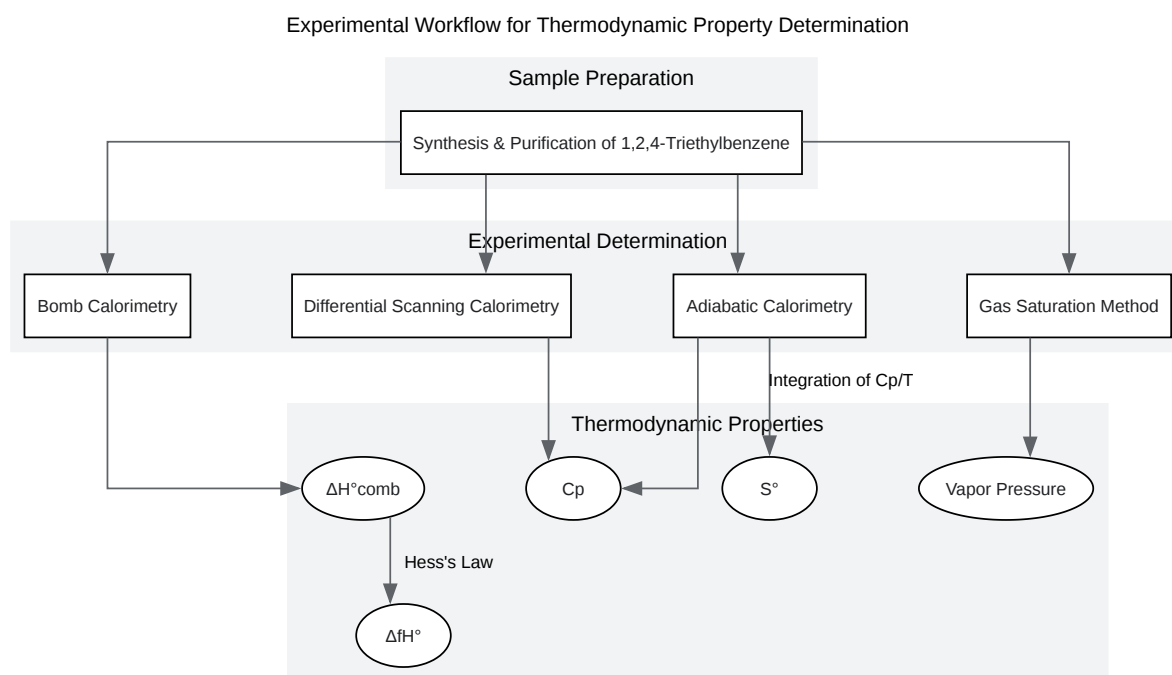 Experimental Workflow for Thermodynamic Property Determination
Sample Preparation
Synthesis & Purification of 1,2,4-Triethylbenzene
Experimental Determination
Bomb Calorimetry
Differential Scanning Calorimetry
Adiabatic Calorimetry
Gas Saturation Method
Integration of Cp/T
Thermodynamic Properties
ΔH°comb
Cp
S°
Vapor Pressure
Hess's Law
ΔfH°